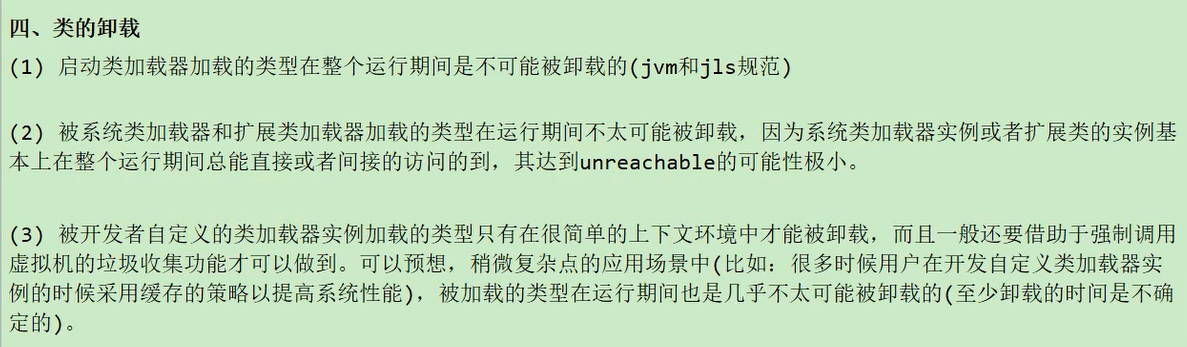 四、类的卸载
(1) 启动类加载器加载的类型在整个运行期间是不可能被卸载的(jvm和jls规范)
(2) 被系统类加载器和扩展类加载器加载的类型在运行期间不太可能被卸载，因为系统类加载器实例或者扩展类的实例基
本上在整个运行期间总能直接或者间接的访问的到，其达到unreachable的可能性极小。
(3) 被开发者自定义的类加载器实例加载的类型只有在很简单的上下文环境中才能被卸载，而且一般还要借助于强制调用
虚拟机的垃圾收集功能才可以做到。可以预想，稍微复杂点的应用场景中(比如：很多时候用户在开发自定义类加载器实
例的时候采用缓存的策略以提高系统性能)，被加载的类型在运行期间也是几乎不太可能被卸载的(至少卸载的时间是不确
定的)。